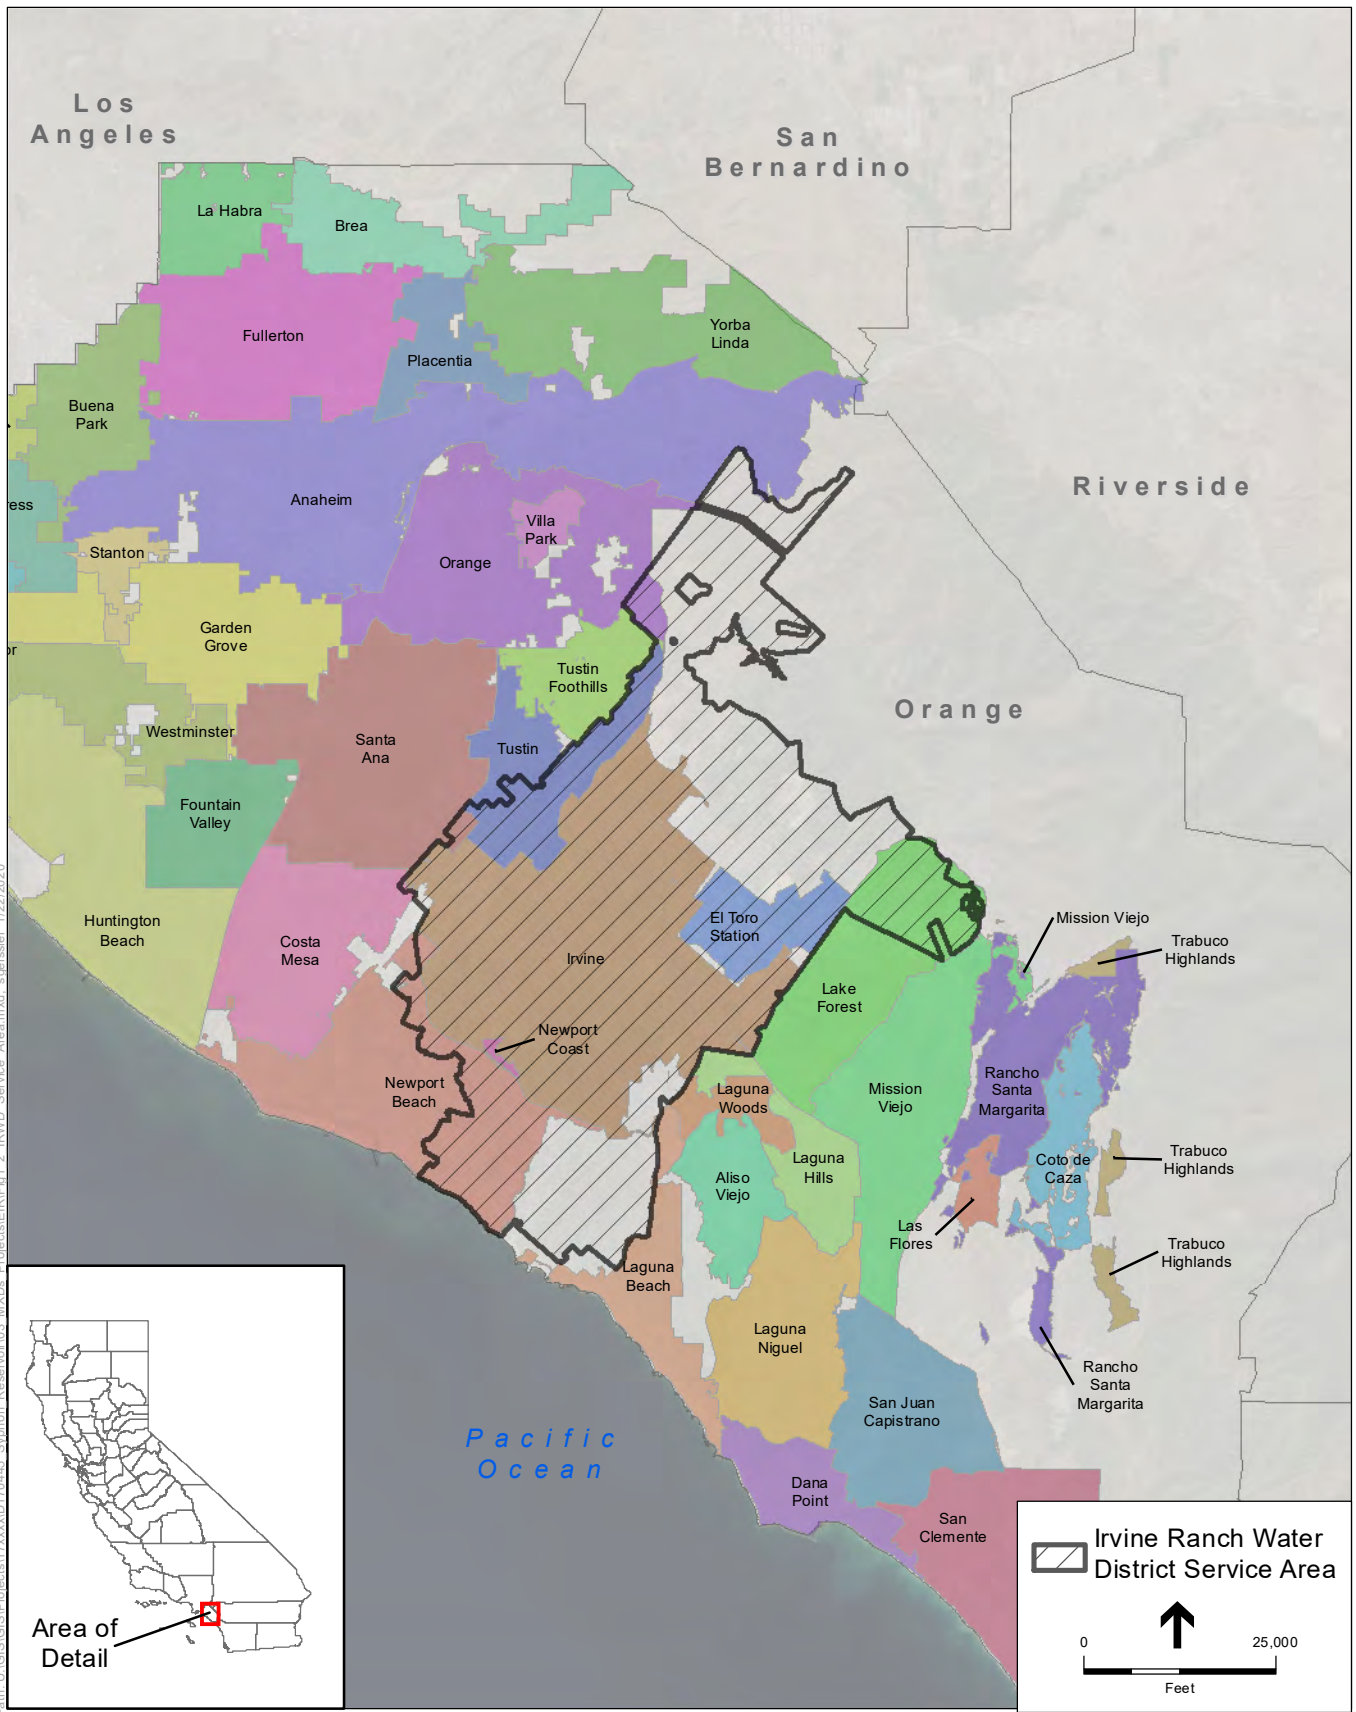 Los
Angeles
San
Bernardino
La Habra
Brea
Fullerton
Yorba
Linda
Placentia
Buena
Park
Riverside
ress
Anaheim
Villa
Park
Stanton
Orange
Garden
Grove
or
Tustin
Foothills
Orange
Westminster
Santa
Ana
Tustin
Fountain
Valley
Huntington
Beach
Costa
Mesa
El Toro
Station
Mission Viejo
Trabuco
Highlands
Irvine
Lake
Forest
Newport
Coast
Newport
Beach
Laguna
Woods
Mission
Viejo
Rancho
Santa
Margarita
Aliso
Viejo
Laguna
Hills
Coto de
Caza
Trabuco
Highlands
Las
Flores
Trabuco
Highlands
Laguna
Beach
Laguna
Niguel
Rancho
Santa
Margarita
San Juan
Capistrano
Pacific
Ocean
Dana
Point
San
Clemente
Area of
Detail
Irvine Ranch Water
District Service Area
0 25,000
Feet